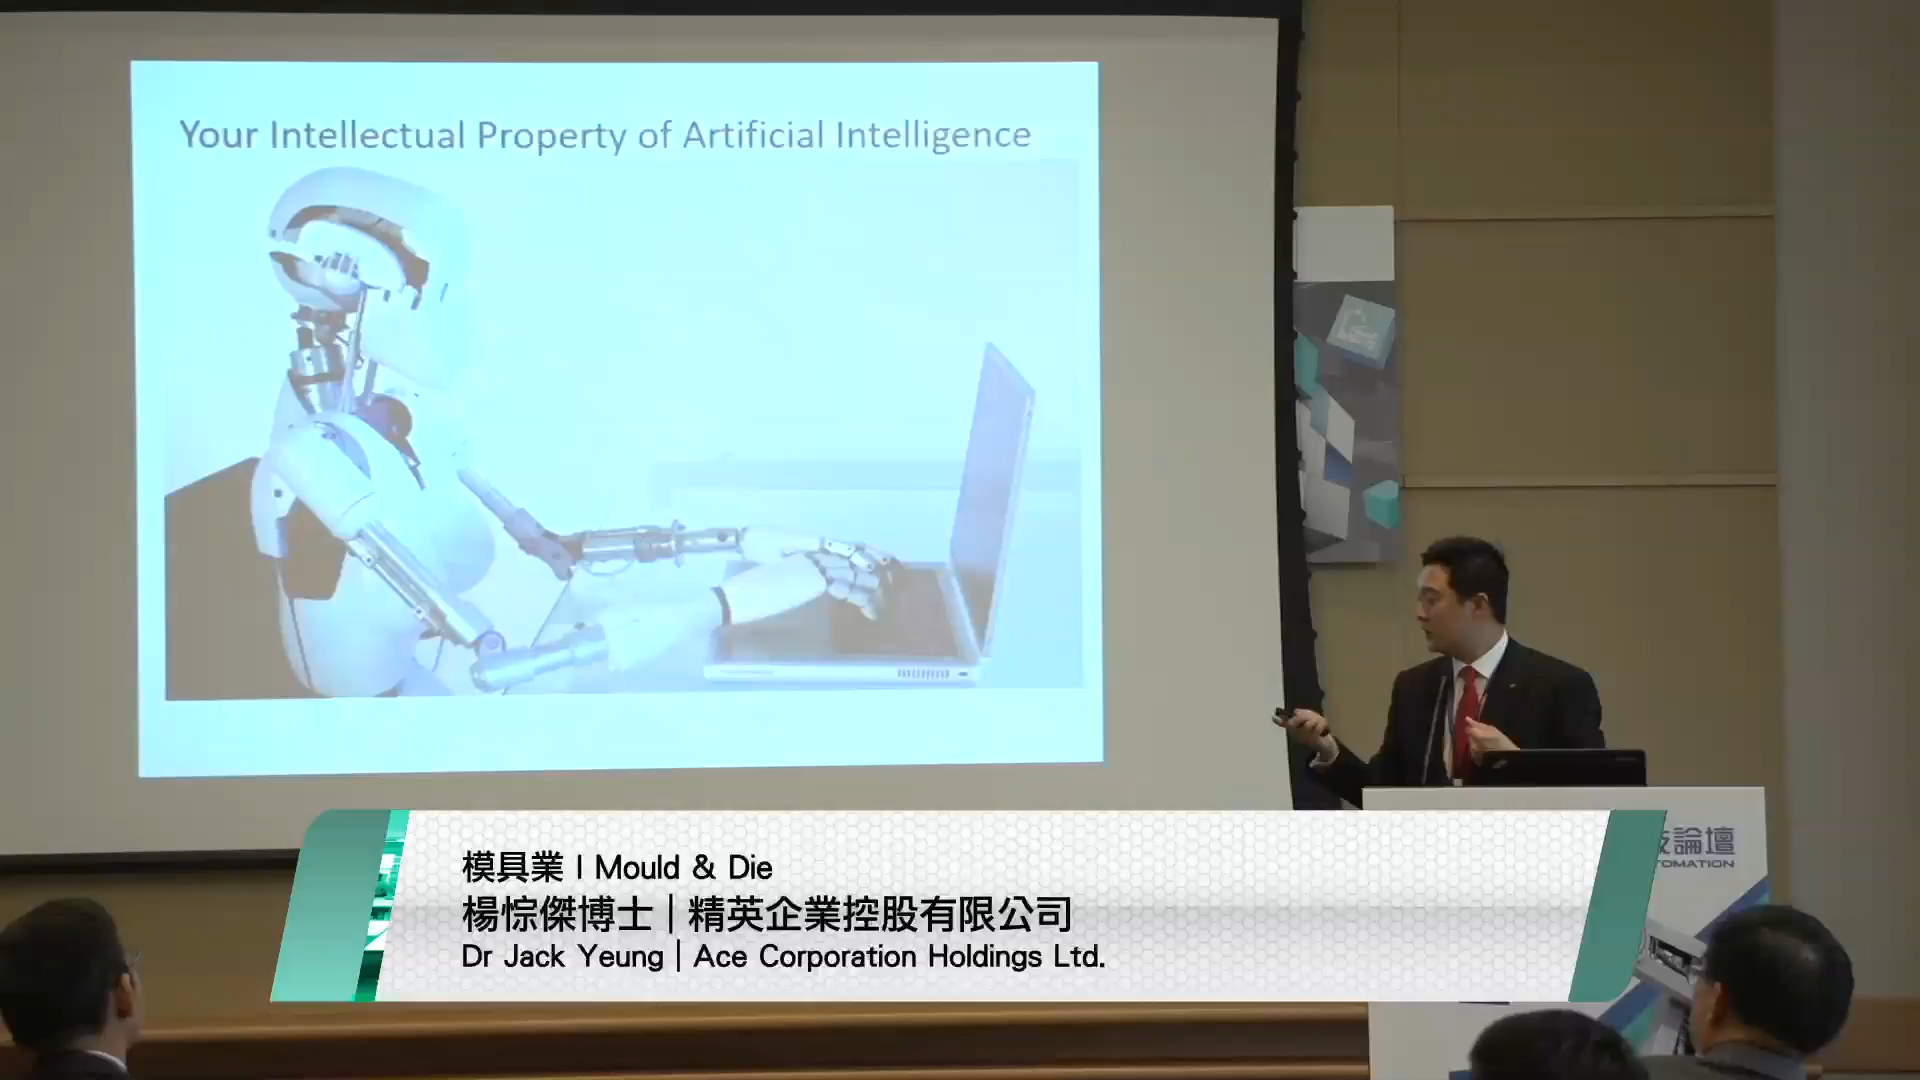 Your Intellectual Property of Artificial Intelligence
模具業 | Mould & Die
楊悰傑博士 | 精英企業控股有限公司
Dr Jack Yeung | Ace Corporation Holdings Ltd.
論壇
TOMATION